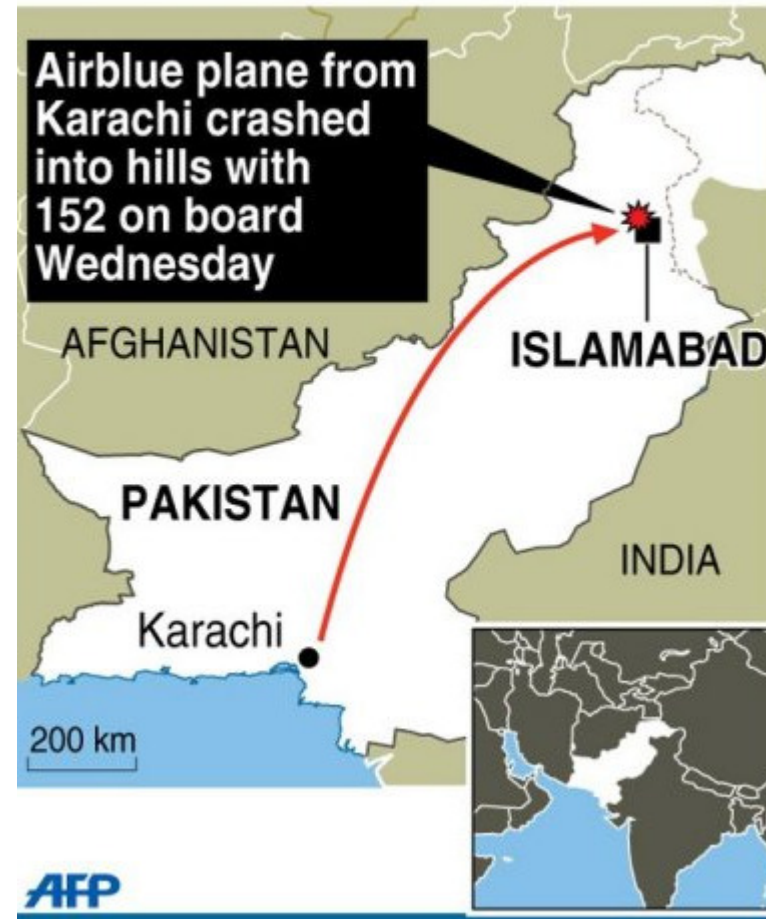 Airblue plane from
Karachi crashed
into hills with
152 on board
Wednesday
AFGHANISTAN
ISLAMABAD
PAKISTAN
INDIA
Karachi
200 km
AFP